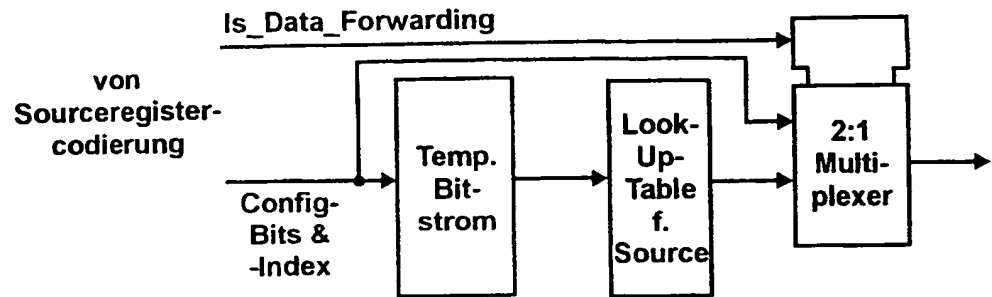 Is_Data_Forwarding
von
Sourceregister-
codierung
Config-
Bits &
-Index
Temp.
Bit-
strom
Look-
Up-
Table
f.
Source
2:1
Multi-
plexer